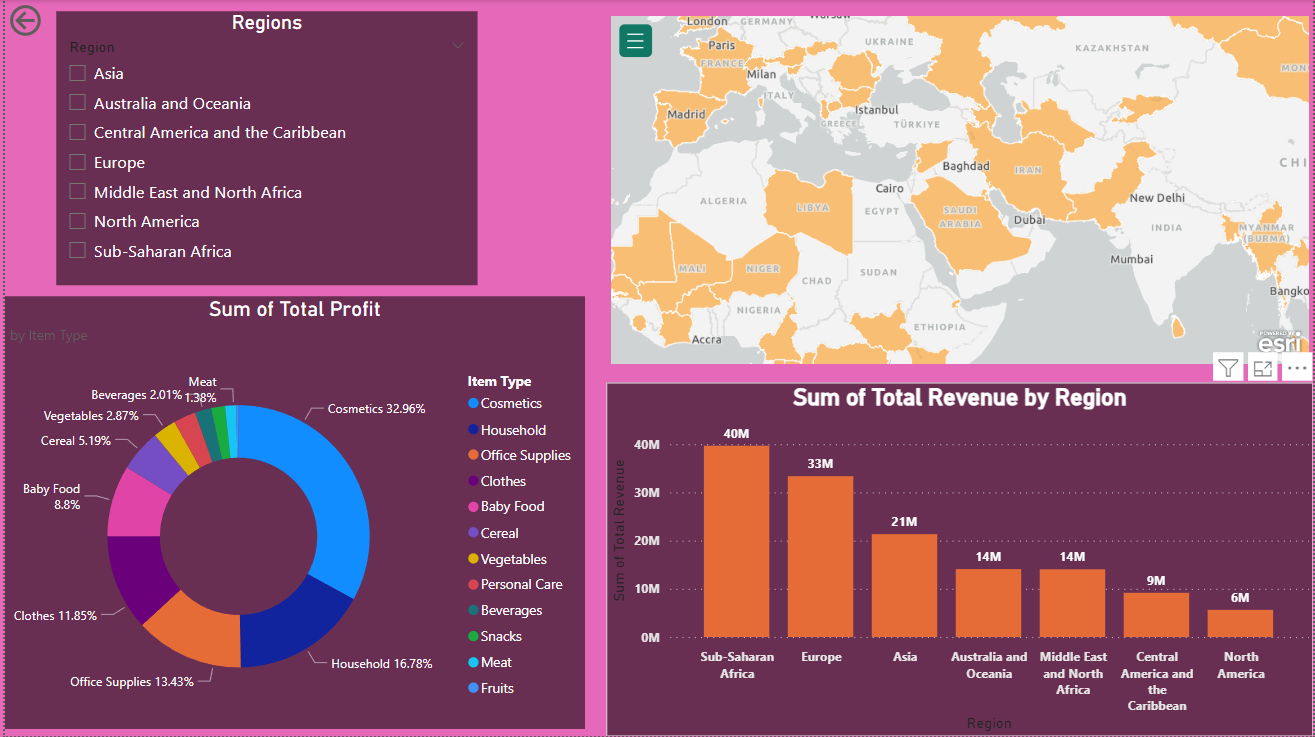 Regions
Region
Asia
Australia and Oceania
Central America and the Caribbean
Europe
Middle East and North Africa
North America
Sub-Saharan Africa
London
GERMANY
Warsaw
Paris
UKRAINE
KAZAKHSTAN
FRANCE
Milan
MON
ITALY
Madrid
Istanbul
GREECE
TÜRKIYE
CHI
Baghdad
IRAN
Cairo
New Delhi
ALGERIA
LIBYA
EGYPT
SAUDI
ARABIA
Dubai
INDIA
MYANMAR
(BURMA)
Mumbai
MALI
NIGER
CHAD
SUDAN
Bangko
NIGERIA
ETHIOPIA
Accra
POWERED BY
esri
Sum of Total Profit
by Item Type
Meat
1.38%
Beverages 2.01%
Vegetables 2.87%
Cereal 5.19%
Baby Food
8.8%
Clothes 11.85%
Office Supplies 13.43%
Household 16.78%
Cosmetics 32.96%
Item Type
Cosmetics
Household
Office Supplies
Clothes
Baby Food
Cereal
Vegetables
Personal Care
Beverages
Snacks
Meat
Fruits
Sum of Total Revenue by Region
Sum of Total Revenue
40M
30M
20M
10M
0M
40M
33M
21M
14M
14M
9M
6M
Sub-Saharan
Africa
Europe
Asia
Australia and
Oceania
Middle East
and North
Africa
Central
America and
the
Caribbean
North
America
Region